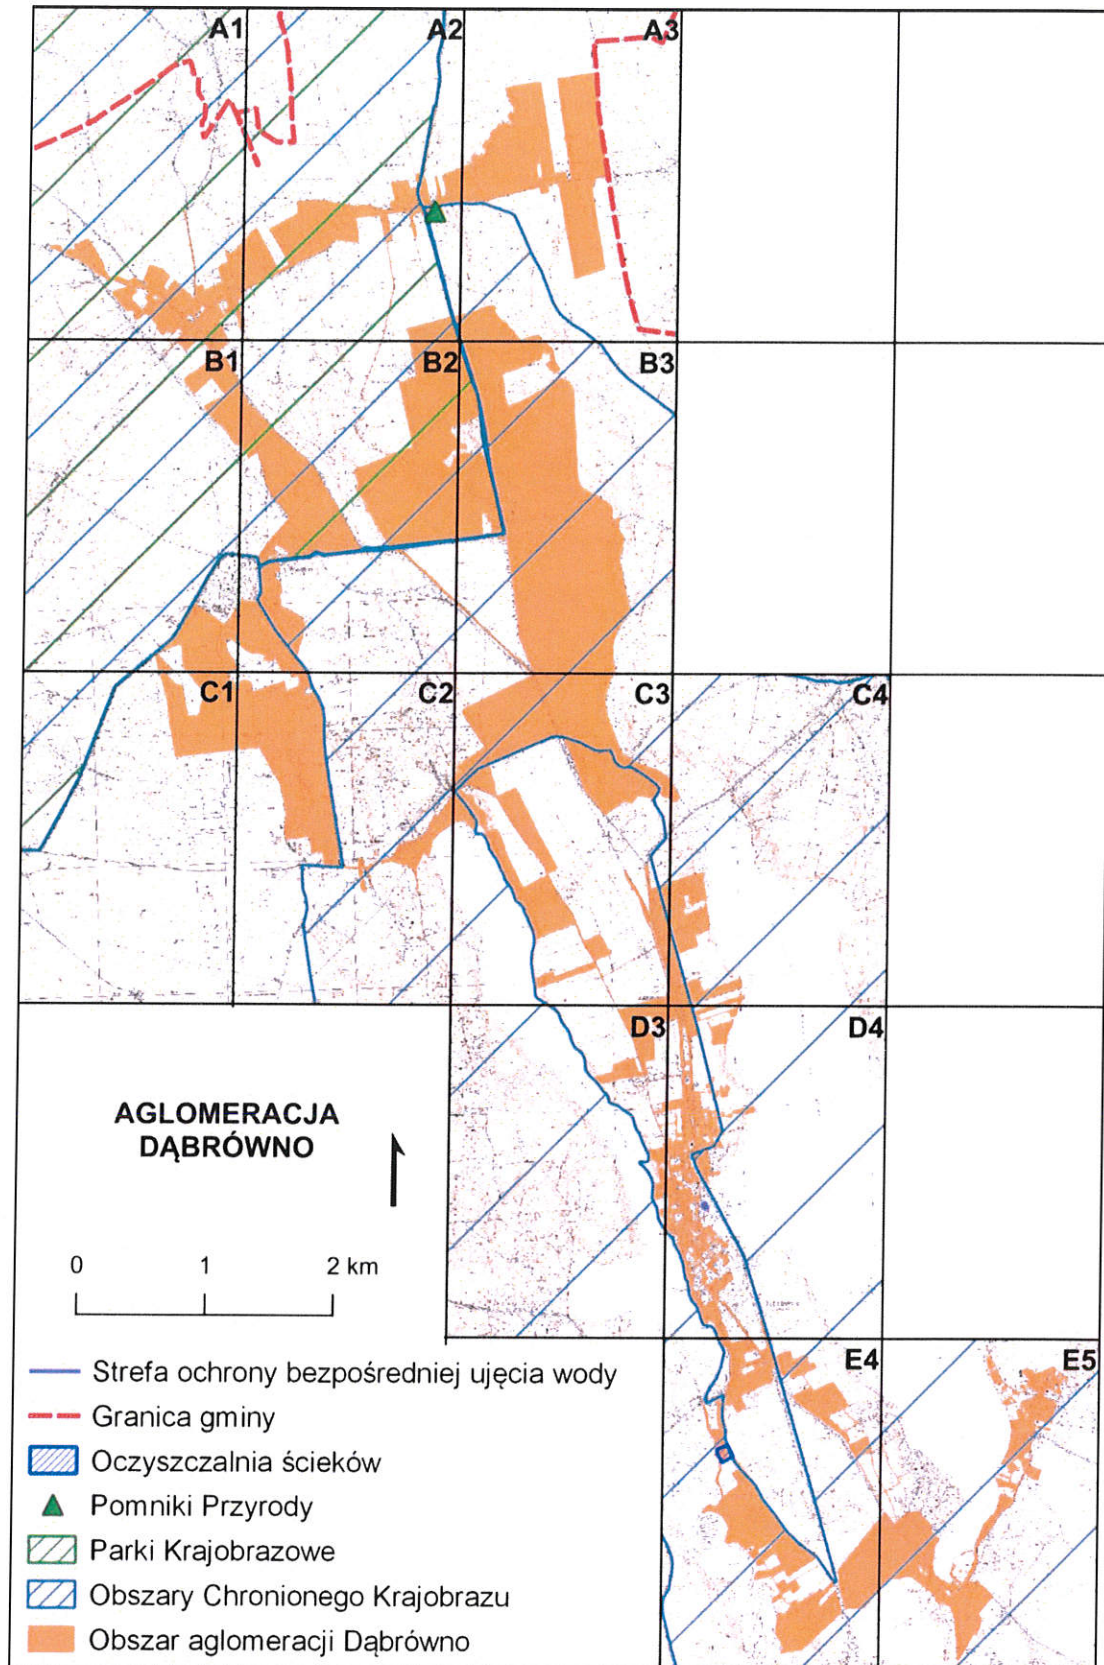 A1 A2 A3
B1 B2 B3
C1 C2 C3 C4
D3 D4
AGLOMERACJA
DĄBRÓWNO
0 1 2 km
E4 E5
Strefa ochrony bezpośredniej ujęcia wody
Granica gminy
Oczyszczalnia ścieków
Pomniki Przyrody
Parki Krajobrazowe
Obszary Chronionego Krajobrazu
Obszar aglomeracji Dąbrówno